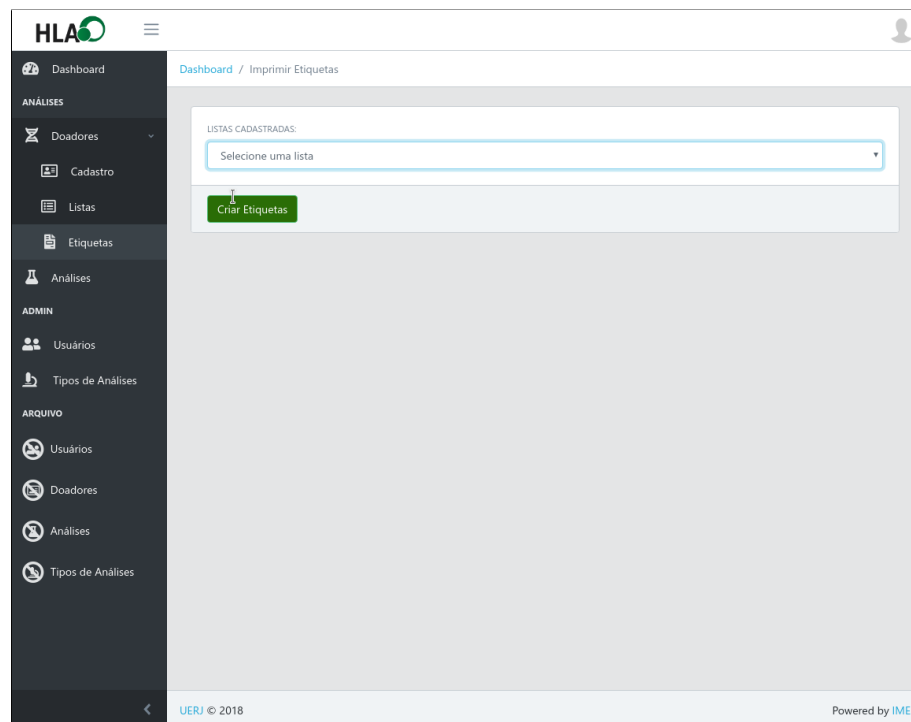 HLA
Dashboard
Dashboard / Imprimir Etiquetas
ANÁLISES
Doadores
Cadastro
Listas
Etiquetas
Análises
ADMIN
Usuários
Tipos de Análises
ARQUIVO
Usuários
Doadores
Análises
Tipos de Análises
LISTAS CADASTRADAS:
Selecione uma lista
Criar Etiquetas
UERJ © 2018
Powered by IME